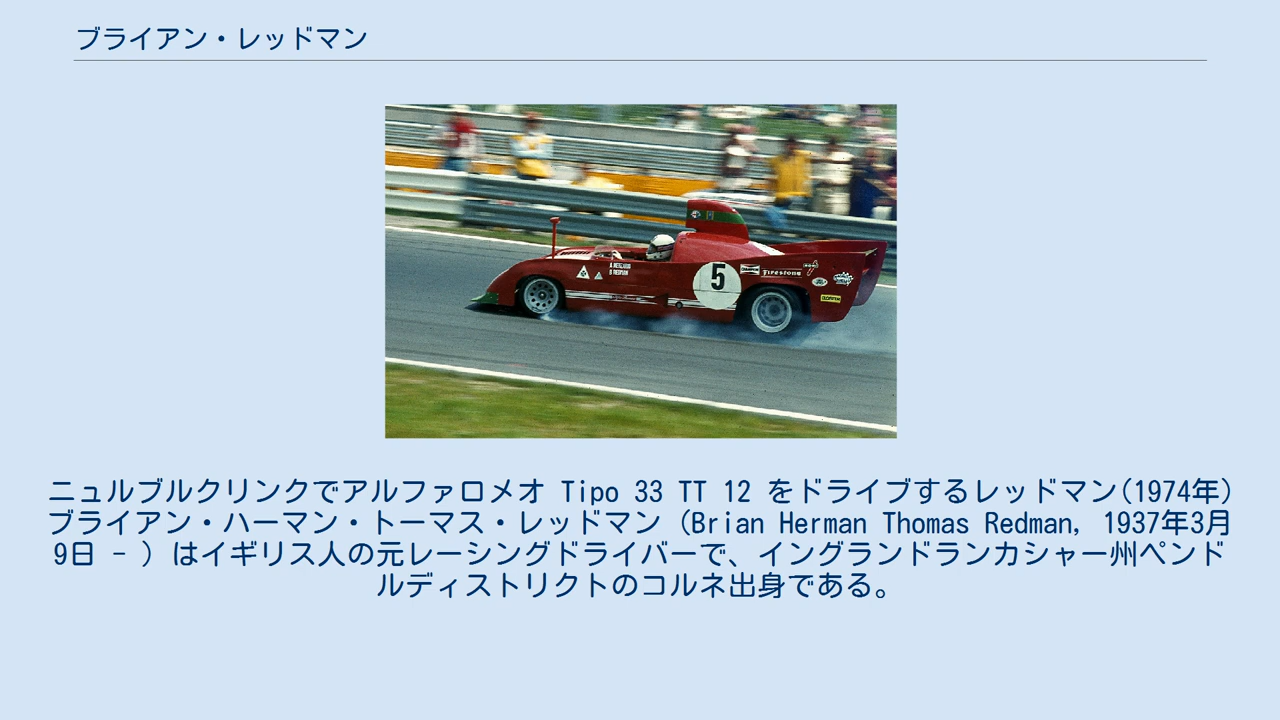 ブライアン・レッドマン
5
Firestone
ニュルブルクリンクでアルファロメオ Tipo 33 TT 12 をドライブするレッドマン(1974年)
ブライアン・ハーマン・トーマス・レッドマン（Brian Herman Thomas Redman, 1937年3月
9日 - ）はイギリス人の元レーシングドライバーで、イングランドランカシャー州ペンド
ルディストリクトのコルネ出身である。